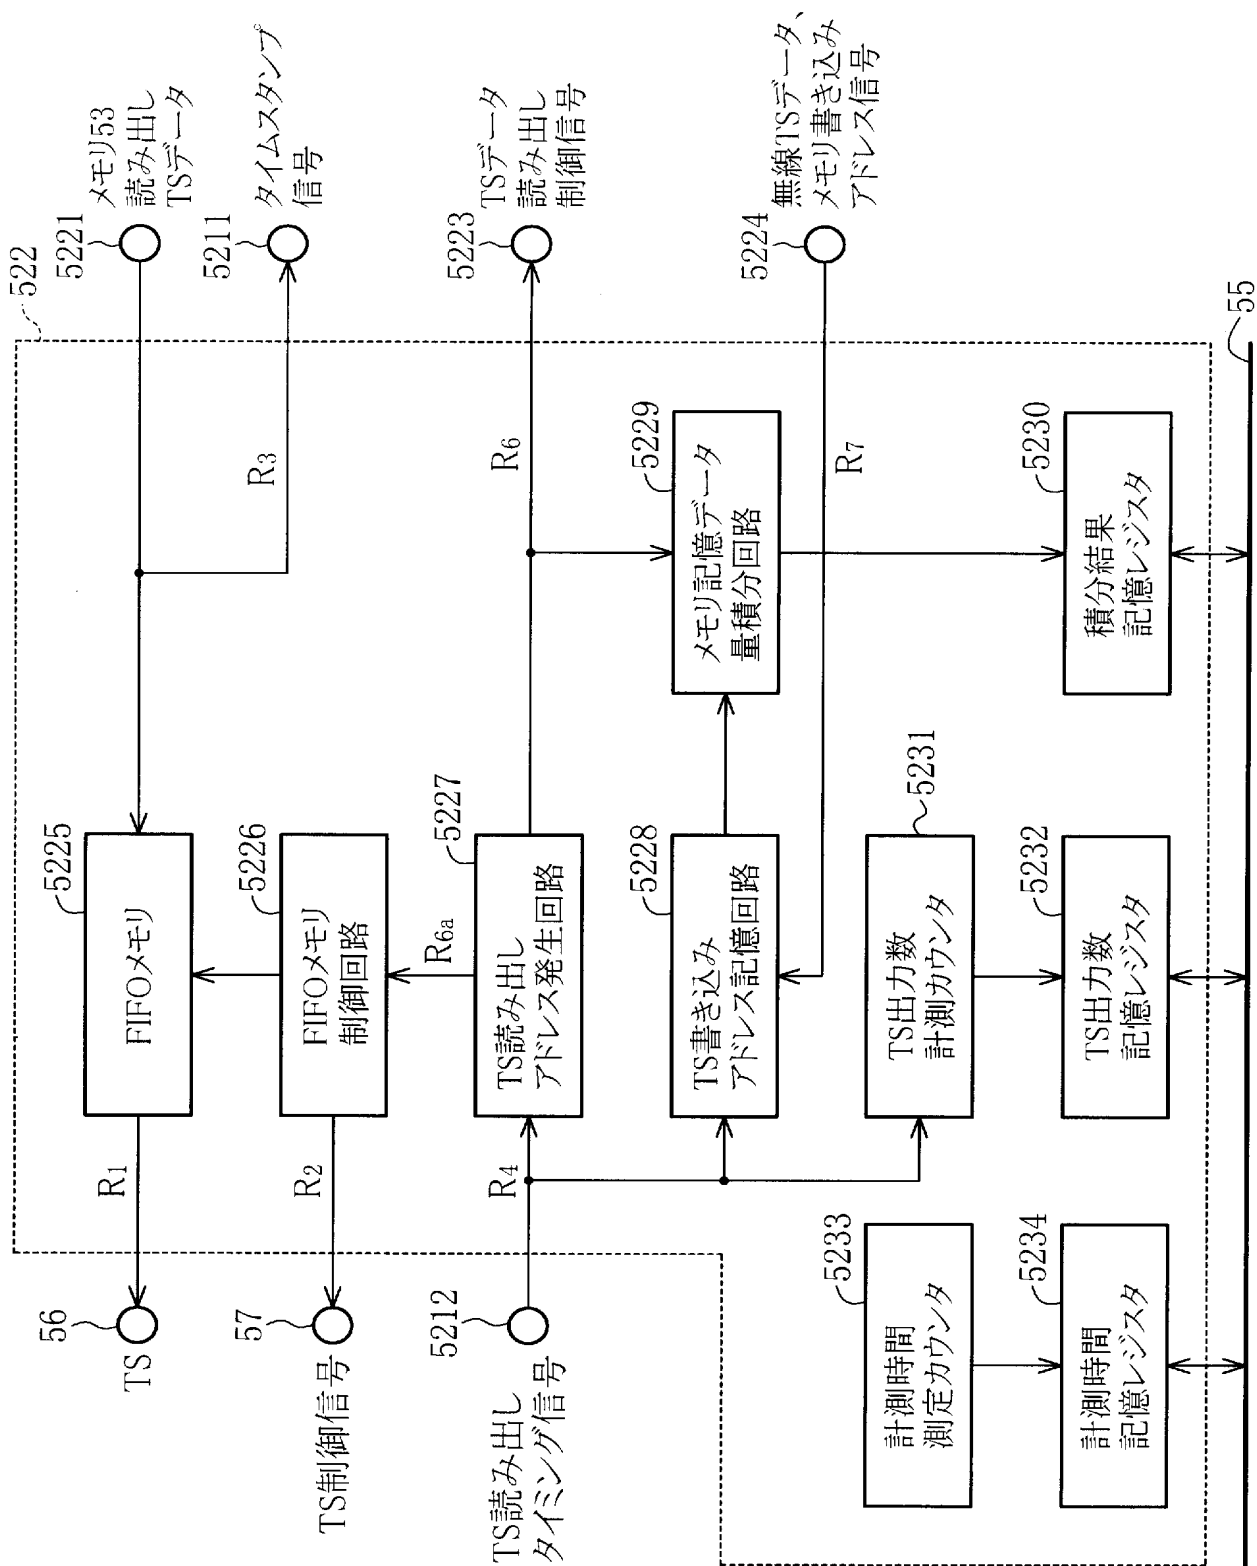 522
5221
メモリ53
読み出し
TSデータ
5211
タイムスタンプ
信号
R3
5225
FIFOメモリ
R1
56
TS
5226
FIFOメモリ
制御回路
R2
57
TS制御信号
5223
TSデータ
読み出し
制御信号
R6
5227
TS読み出し
アドレス発生回路
R6a
R4
5212
TS読み出し
タイミング信号
5224
無線TSデータ、
メモリ書き込み
アドレス信号
R7
5228
TS書き込み
アドレス記憶回路
5229
メモリ記憶データ
量積分回路
5230
積分結果
記憶レジスタ
5231
TS出力数
計測カウンタ
5232
TS出力数
記憶レジスタ
5233
計測時間
測定カウンタ
5234
計測時間
記憶レジスタ
55